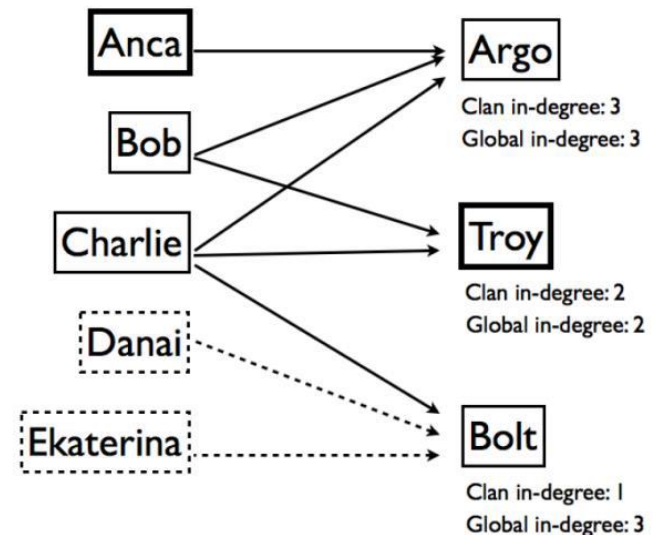 Anca
Bob
Charlie
Danai
Ekaterina
Argo
Clan in-degree: 3
Global in-degree: 3
Troy
Clan in-degree: 2
Global in-degree: 2
Bolt
Clan in-degree: 1
Global in-degree: 3